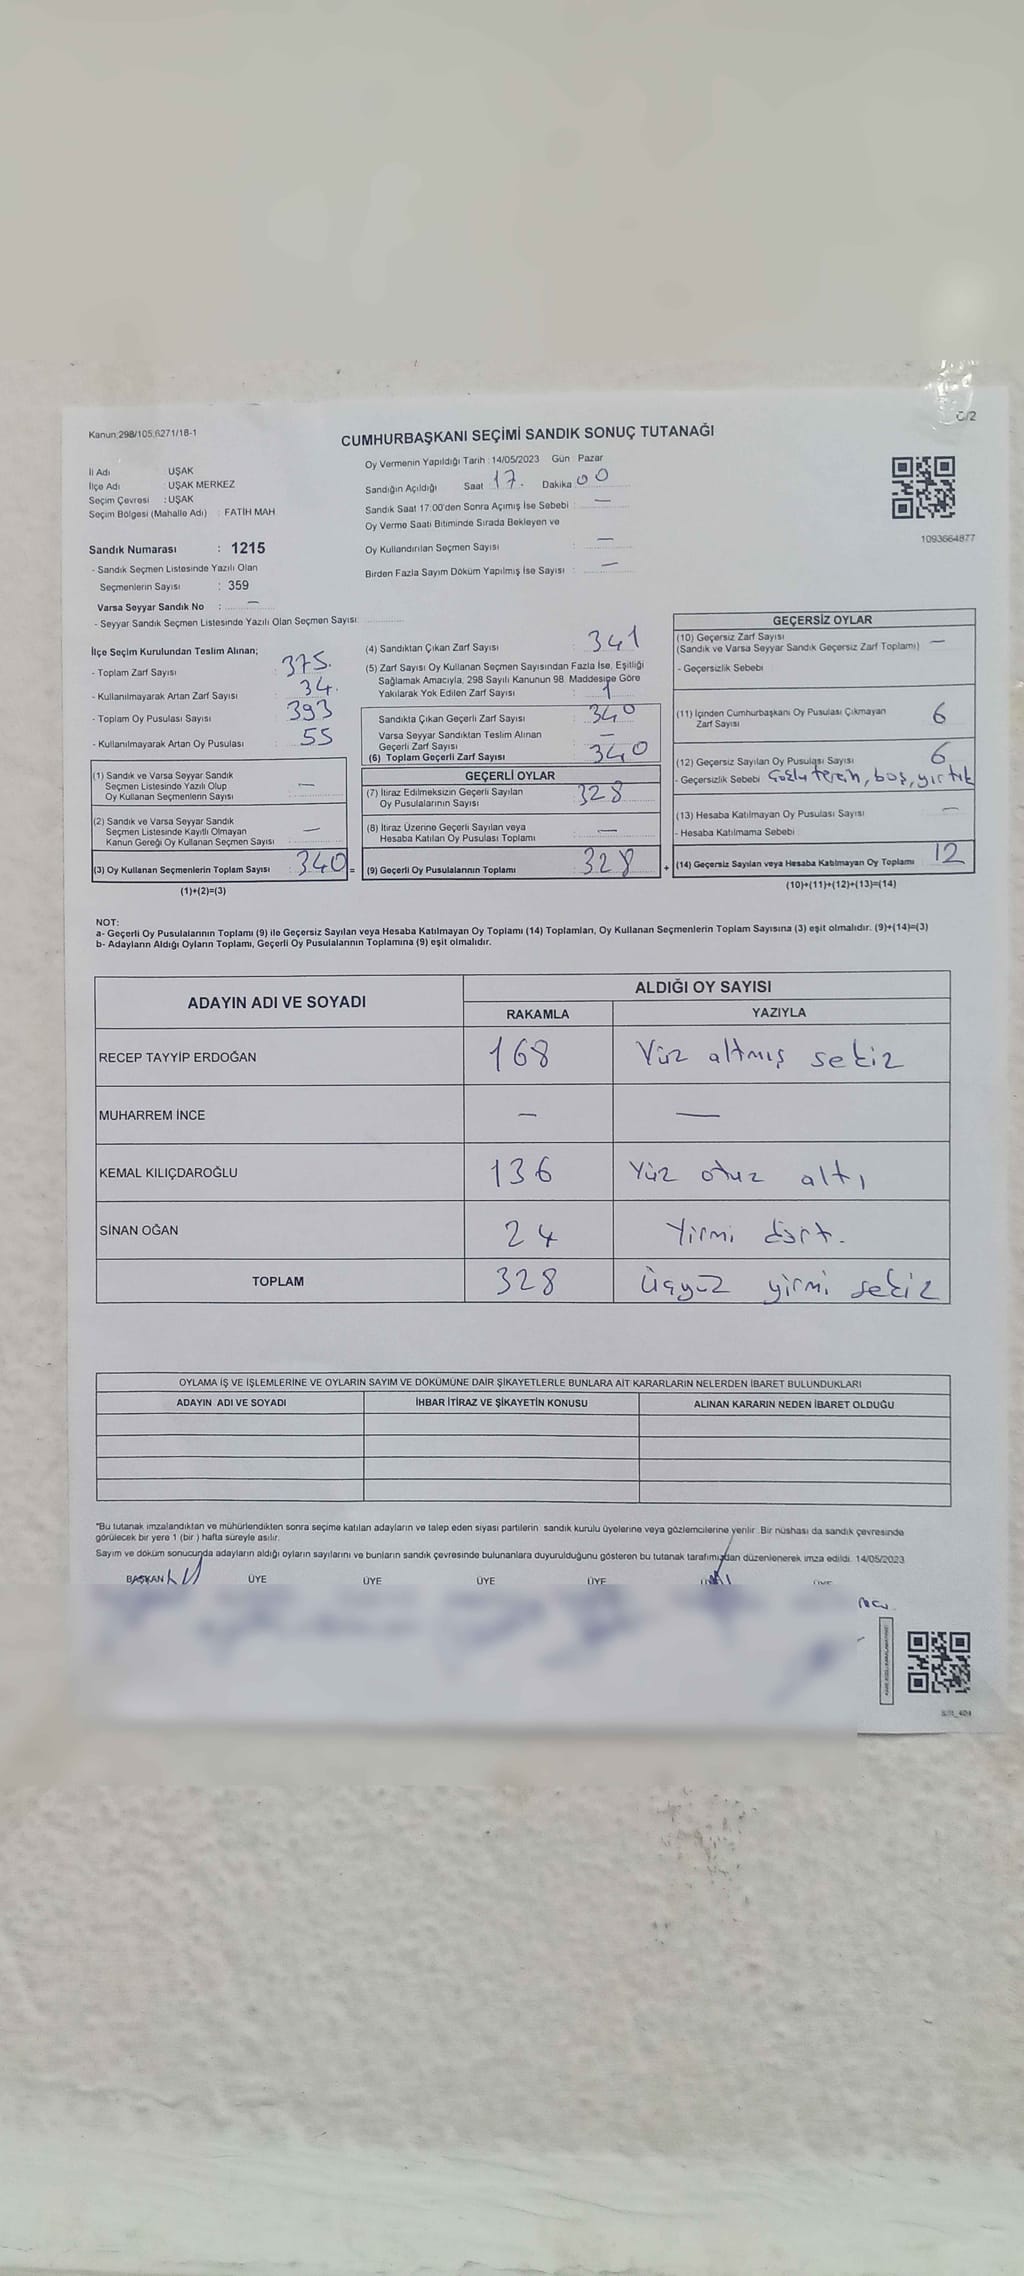 Kanun;298/105,6271/18-1
C/2
CUMHURBAŞKANI SEÇİMİ SANDIK SONUÇ TUTANAĞI
İl Adı UŞAK
İlçe Adı : UŞAK MERKEZ
Seçim Çevresi : UŞAK
Seçim Bölgesi (Mahalle Adı) : FATİH MAH
Sandık Numarası : 1215
- Sandık Seçmen Listesinde Yazılı Olan
Seçmenlerin Sayısı : 359
Varsa Seyyar Sandık No : —
- Seyyar Sandık Seçmen Listesinde Yazılı Olan Seçmen Sayısı:
Oy Vermenin Yapıldığı Tarih : 14/05/2023 Gün Pazar
Sandığın Açıldığı Saat 17. Dakika 00
Sandık Saat 17:00'den Sonra Açımış İse Sebebi : —
Oy Verme Saati Bitiminde Sırada Bekleyen ve
Oy Kullandırılan Seçmen Sayısı : —
Birden Fazla Sayım Döküm Yapılmış İse Sayısı : —
1093664877
İlçe Seçim Kurulundan Teslim Alınan;
- Toplam Zarf Sayısı : 375.
- Kullanılmayarak Artan Zarf Sayısı : 34.
- Toplam Oy Pusulası Sayısı : 393
- Kullanılmayarak Artan Oy Pusulası : 55
(1) Sandık ve Varsa Seyyar Sandık
Seçmen Listesinde Yazılı Olup
Oy Kullanan Seçmenlerin Sayısı : —
(2) Sandık ve Varsa Seyyar Sandık
Seçmen Listesinde Kayıtlı Olmayan
Kanun Gereği Oy Kullanan Seçmen Sayısı : —
(3) Oy Kullanan Seçmenlerin Toplam Sayısı : 340 =
(1)+(2)=(3)
(4) Sandıktan Çıkan Zarf Sayısı : 341
(5) Zarf Sayısı Oy Kullanan Seçmen Sayısından Fazla İse, Eşitliği
Sağlamak Amacıyla, 298 Sayılı Kanunun 98. Maddesine Göre
Yakılarak Yok Edilen Zarf Sayısı : 1
Sandıkta Çıkan Geçerli Zarf Sayısı : 340
Varsa Seyyar Sandıktan Teslim Alınan
Geçerli Zarf Sayısı : —
(6) Toplam Geçerli Zarf Sayısı : 340
GEÇERLİ OYLAR
(7) İtiraz Edilmeksizin Geçerli Sayılan
Oy Pusulalarının Sayısı : 328
(8) İtiraz Üzerine Geçerli Sayılan veya
Hesaba Katılan Oy Pusulası Toplamı : —
(9) Geçerli Oy Pusulalarının Toplamı : 328 +
GEÇERSİZ OYLAR
(10) Geçersiz Zarf Sayısı
(Sandık ve Varsa Seyyar Sandık Geçersiz Zarf Toplamı) —
- Geçersizlik Sebebi
(11) İçinden Cumhurbaşkanı Oy Pusulası Çıkmayan
Zarf Sayısı 6
(12) Geçersiz Sayılan Oy Pusulası Sayısı 6
- Geçersizlik Sebebi boş, yırtık
(13) Hesaba Katılmayan Oy Pusulası Sayısı —
- Hesaba Katılmama Sebebi
(14) Geçersiz Sayılan veya Hesaba Katılmayan Oy Toplamı 12
(10)+(11)+(12)+(13)=(14)
NOT:
a- Geçerli Oy Pusulalarının Toplamı (9) ile Geçersiz Sayılan veya Hesaba Katılmayan Oy Toplamı (14) Toplamları, Oy Kullanan Seçmenlerin Toplam Sayısına (3) eşit olmalıdır. (9)+(14)=(3)
b- Adayların Aldığı Oyların Toplamı, Geçerli Oy Pusulalarının Toplamına (9) eşit olmalıdır.
ADAYIN ADI VE SOYADI ALDIĞI OY SAYISI
RAKAMLA YAZIYLA
RECEP TAYYİP ERDOĞAN 168 Yüz altmış sekiz
MUHARREM İNCE — —
KEMAL KILIÇDAROĞLU 136 Yüz otuz altı
SİNAN OĞAN 24 Yirmi dört.
TOPLAM 328 Üçyüz yirmi sekiz
OYLAMA İŞ VE İŞLEMLERİNE VE OYLARIN SAYIM VE DÖKÜMÜNE DAİR ŞİKAYETLERLE BUNLARA AİT KARARLARIN NELERDEN İBARET BULUNDUKLARI
ADAYIN ADI VE SOYADI İHBAR İTİRAZ VE ŞİKAYETİN KONUSU ALINAN KARARIN NEDEN İBARET OLDUĞU
"Bu tutanak imzalandıktan ve mühürlendikten sonra seçime katılan adayların ve talep eden siyasi partilerin sandık kurulu üyelerine veya gözlemcilerine verilir. Bir nüshası da sandık çevresinde
görülecek bir yere 1 (bir) hafta süreyle asılır.
Sayım ve döküm sonucunda adayların aldığı oyların sayılarını ve bunların sandık çevresinde bulunanlara duyurulduğunu gösteren bu tutanak tarafımızdan düzenlenerek imza edildi. 14/05/2023
BAŞKAN ÜYE ÜYE ÜYE ÜYE